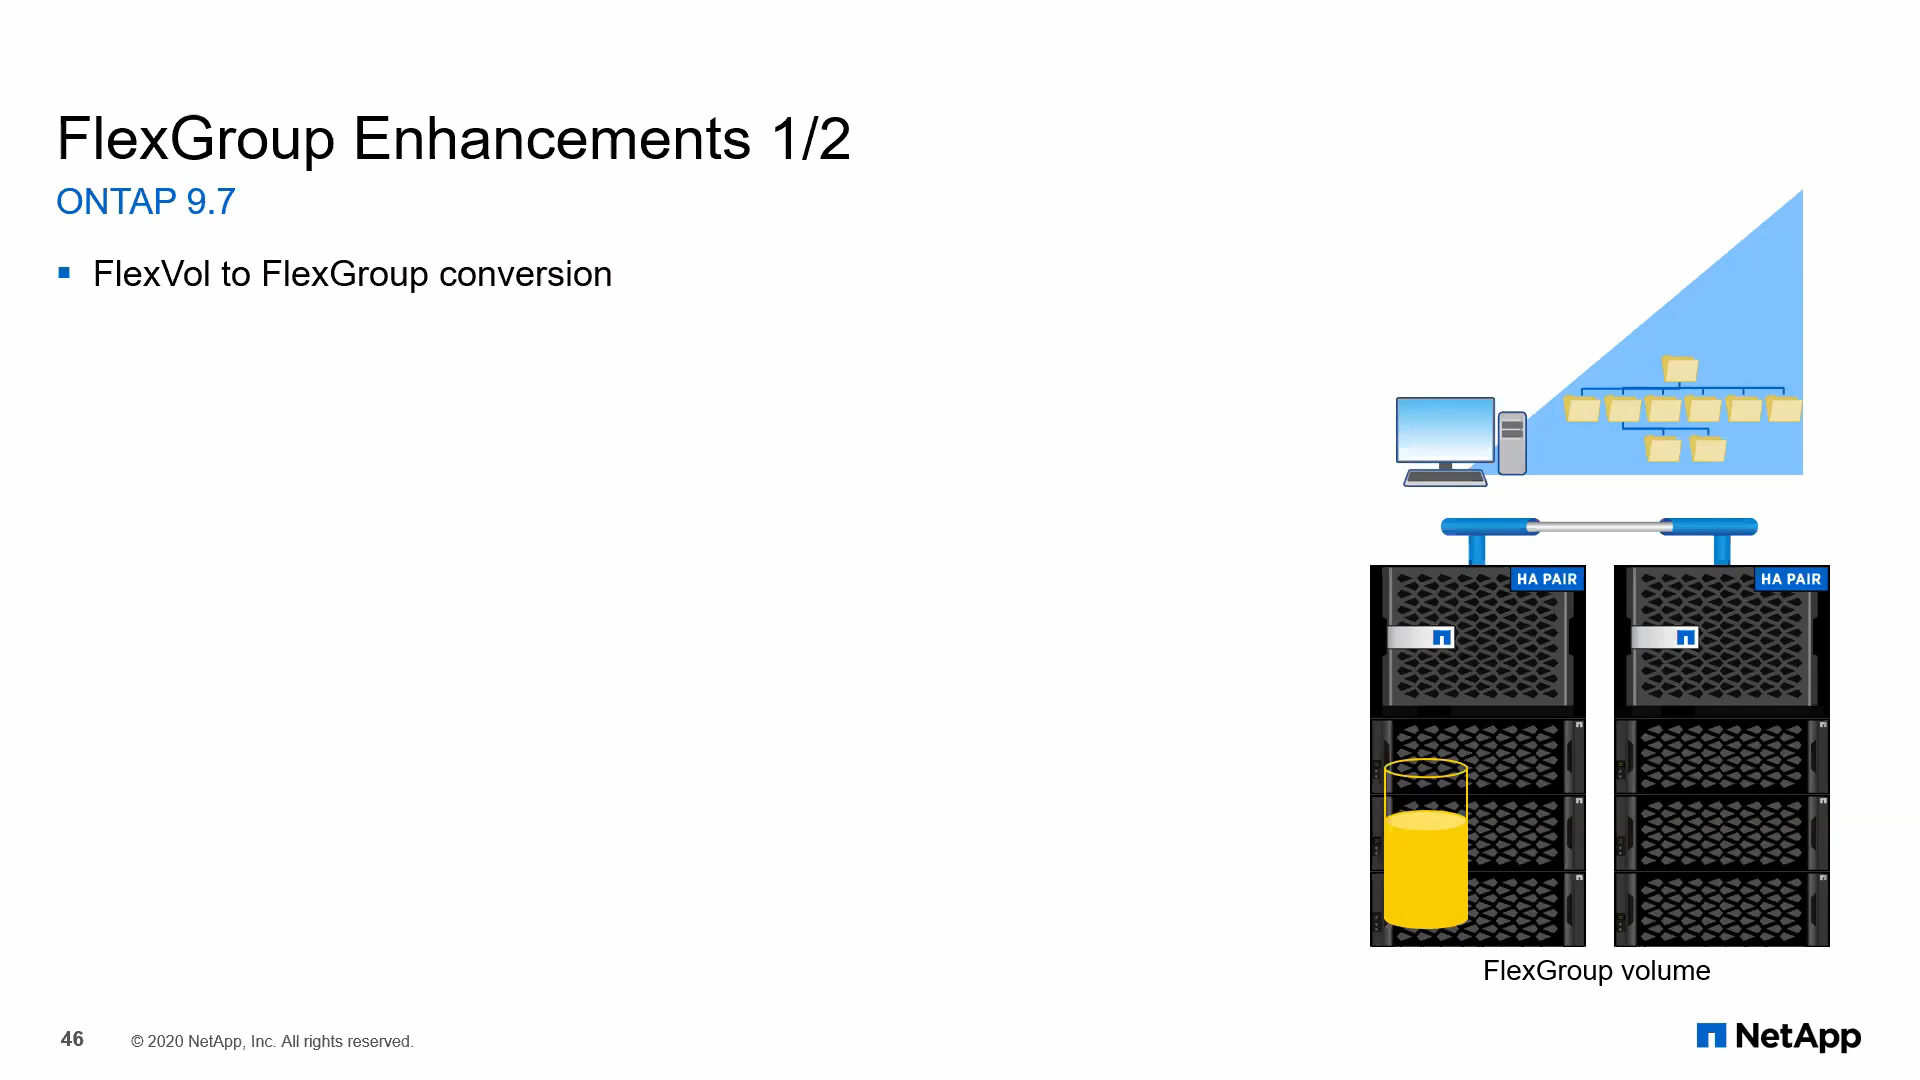 FlexGroup Enhancements 1/2
ONTAP 9.7
FlexVol to FlexGroup conversion
HA PAIR
HA PAIR
FlexGroup volume
46
© 2020 NetApp, Inc. All rights reserved.
NetApp